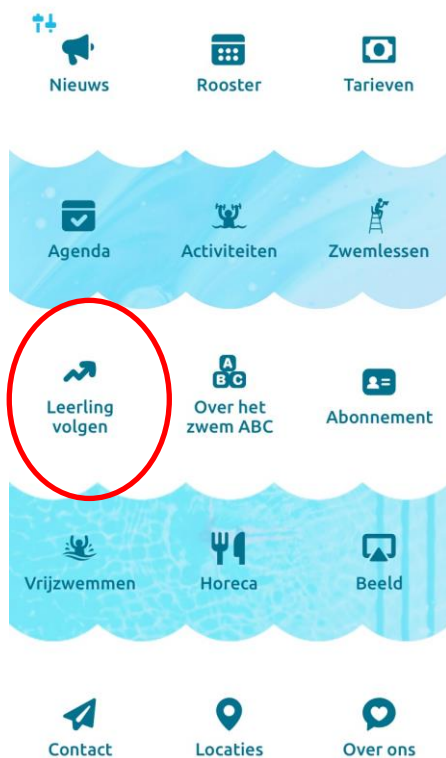 Nieuws Rooster Tarieven
Agenda Activiteiten Zwemlessen
Leerling
volgen
Over het
zwem ABC
Abonnement
Vrijzwemmen Horeca Beeld
Contact Locaties Over ons